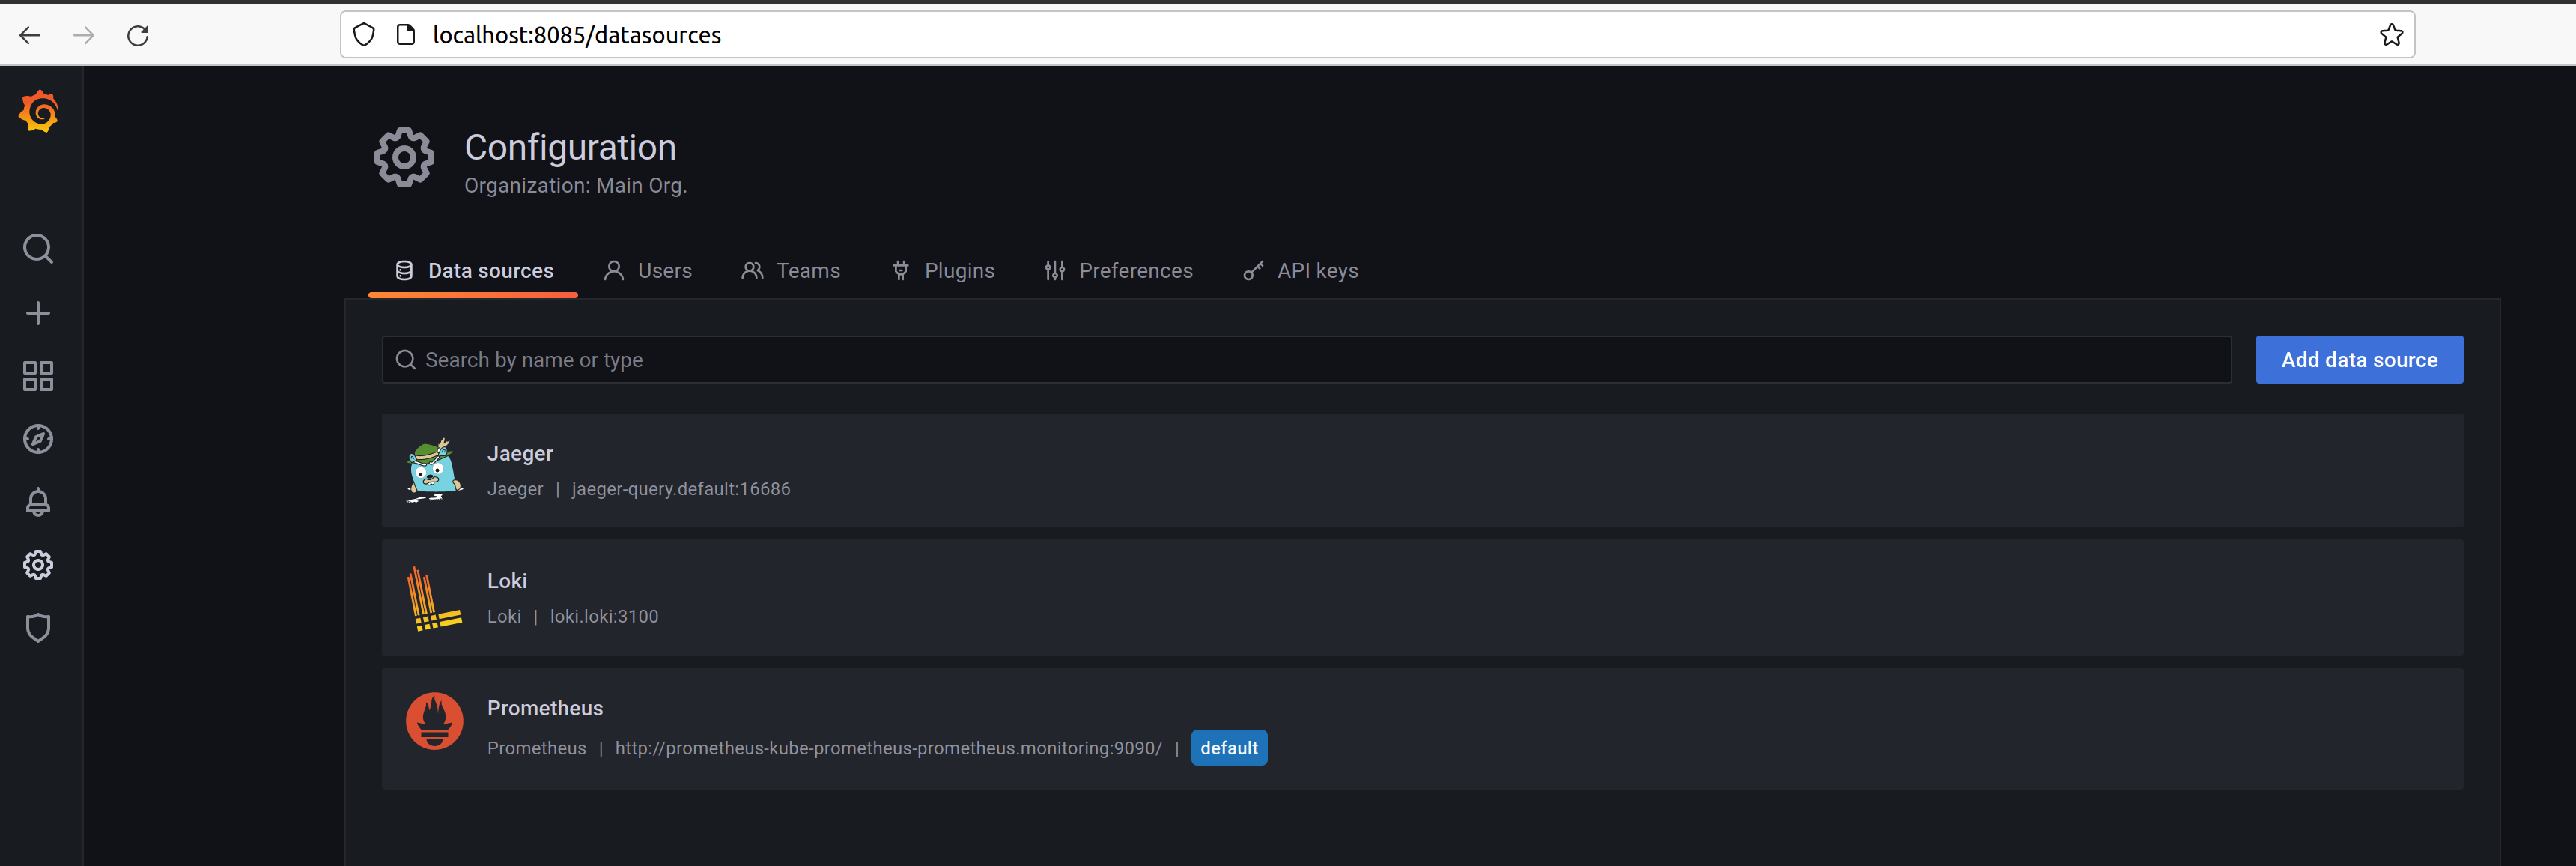 localhost:8085/datasources
Configuration
Organization: Main Org.
Data sources Users Teams Plugins Preferences API keys
Search by name or type Add data source
Jaeger
Jaeger | jaeger-query.default:16686
Loki
Loki | loki.loki:3100
Prometheus
Prometheus | http://prometheus-kube-prometheus-prometheus.monitoring:9090/ | default